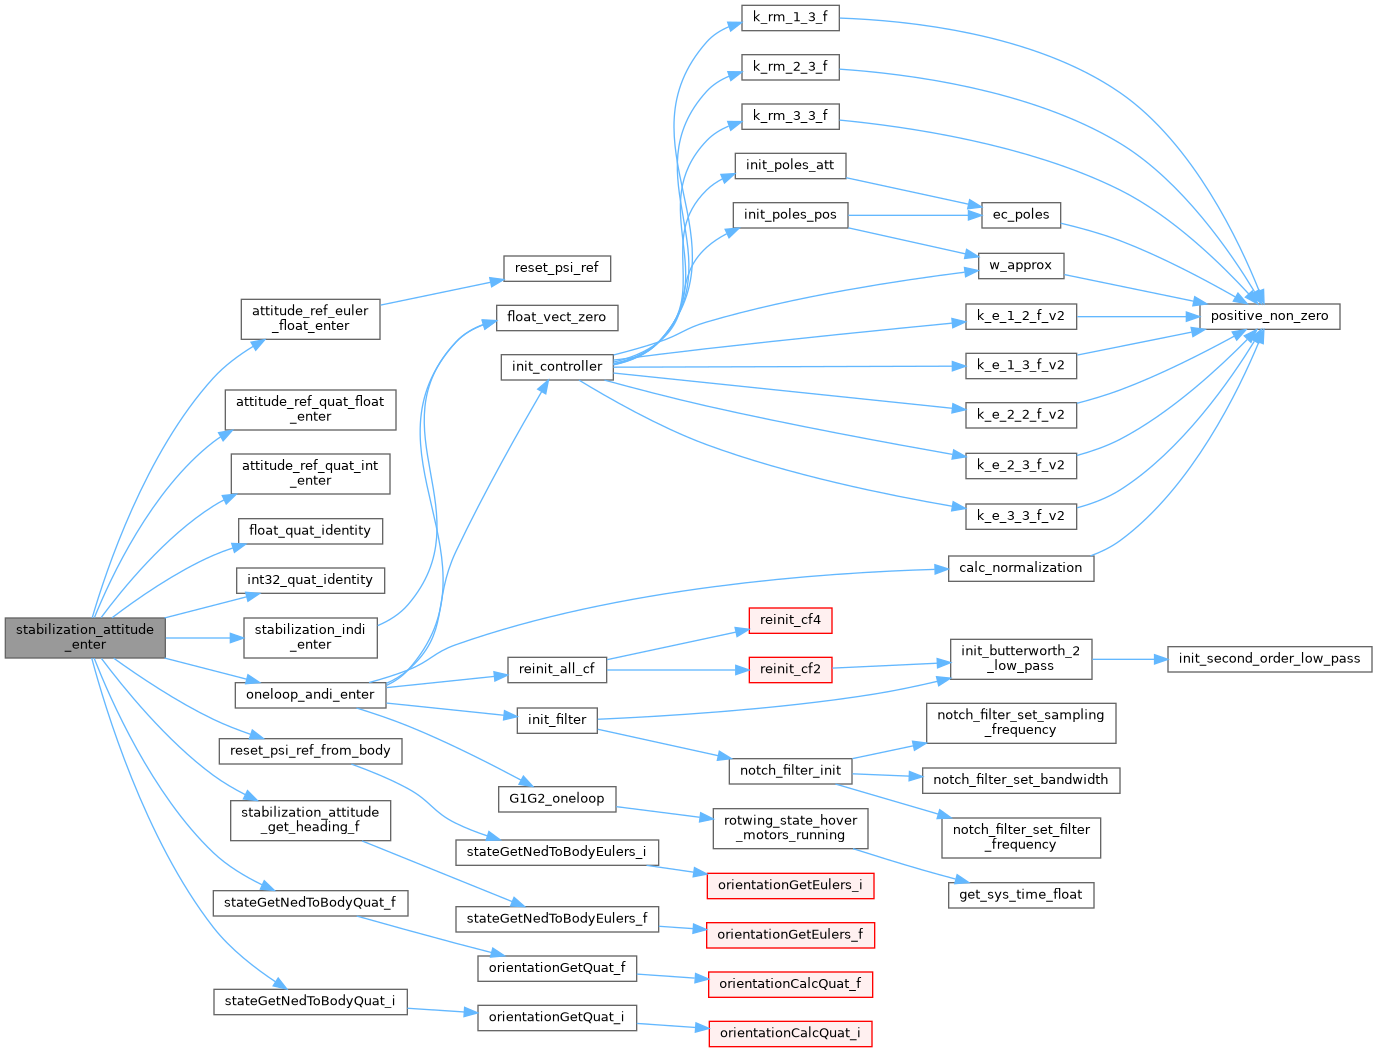 stabilization_attitude
_enter
attitude_ref_euler
_float_enter
reset_psi_ref
attitude_ref_quat_float
_enter
attitude_ref_quat_int
_enter
float_quat_identity
int32_quat_identity
stabilization_indi
_enter
float_vect_zero
oneloop_andi_enter
init_controller
k_rm_1_3_f
k_rm_2_3_f
k_rm_3_3_f
init_poles_att
init_poles_pos
ec_poles
w_approx
k_e_1_2_f_v2
k_e_1_3_f_v2
k_e_2_2_f_v2
k_e_2_3_f_v2
k_e_3_3_f_v2
positive_non_zero
calc_normalization
reinit_all_cf
reinit_cf4
reinit_cf2
init_butterworth_2
_low_pass
init_second_order_low_pass
init_filter
notch_filter_init
notch_filter_set_sampling
_frequency
notch_filter_set_bandwidth
notch_filter_set_filter
_frequency
G1G2_oneloop
rotwing_state_hover
_motors_running
get_sys_time_float
reset_psi_ref_from_body
stateGetNedToBodyEulers_i
orientationGetEulers_i
stabilization_attitude
_get_heading_f
stateGetNedToBodyEulers_f
orientationGetEulers_f
stateGetNedToBodyQuat_f
orientationGetQuat_f
orientationCalcQuat_f
stateGetNedToBodyQuat_i
orientationGetQuat_i
orientationCalcQuat_i